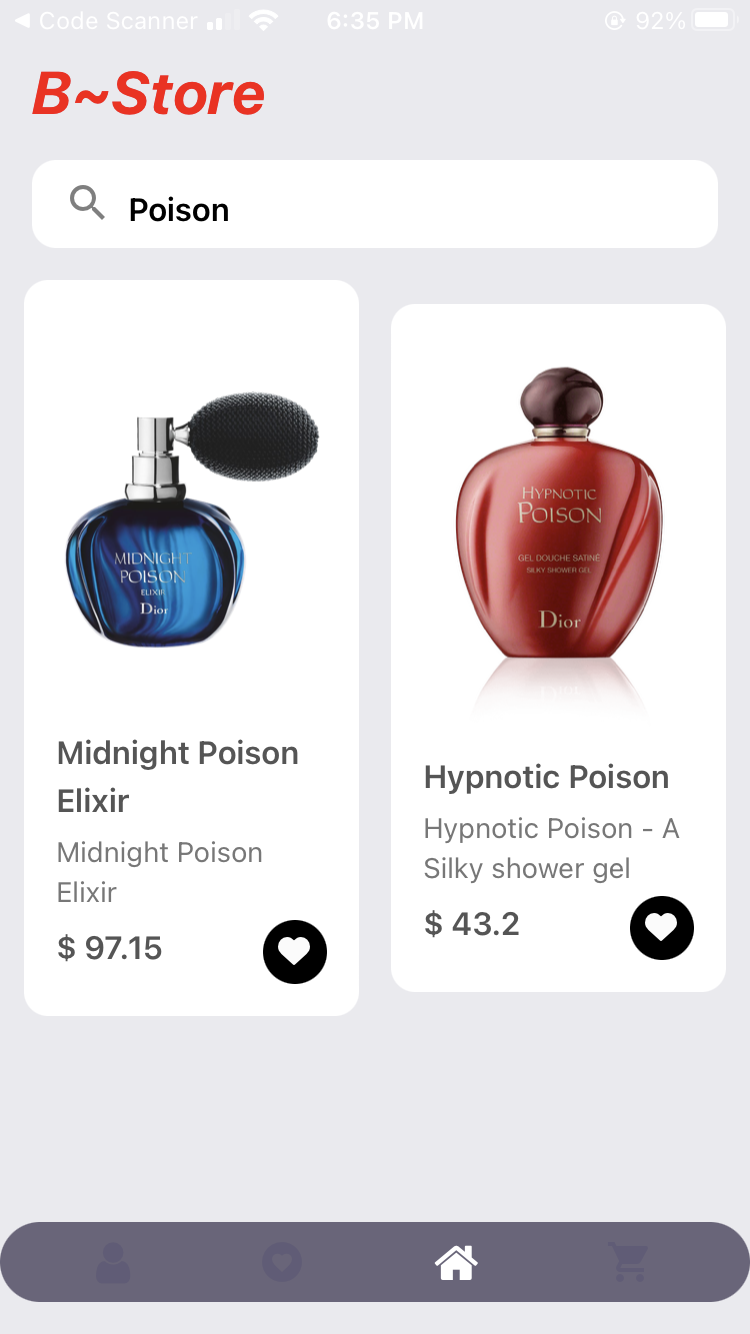 Code Scanner
6:35 PM
92%
B~Store
Poison
MIDNIGHT
POISON
ELIXIR
Dior
Midnight Poison
Elixir
Midnight Poison
Elixir
$ 97.15
HYPNOTIC
POISON
GEL DOUCHE SATINÉ
SILKY SHOWER GEL
Dior
Hypnotic Poison
Hypnotic Poison - A
Silky shower gel
$ 43.2